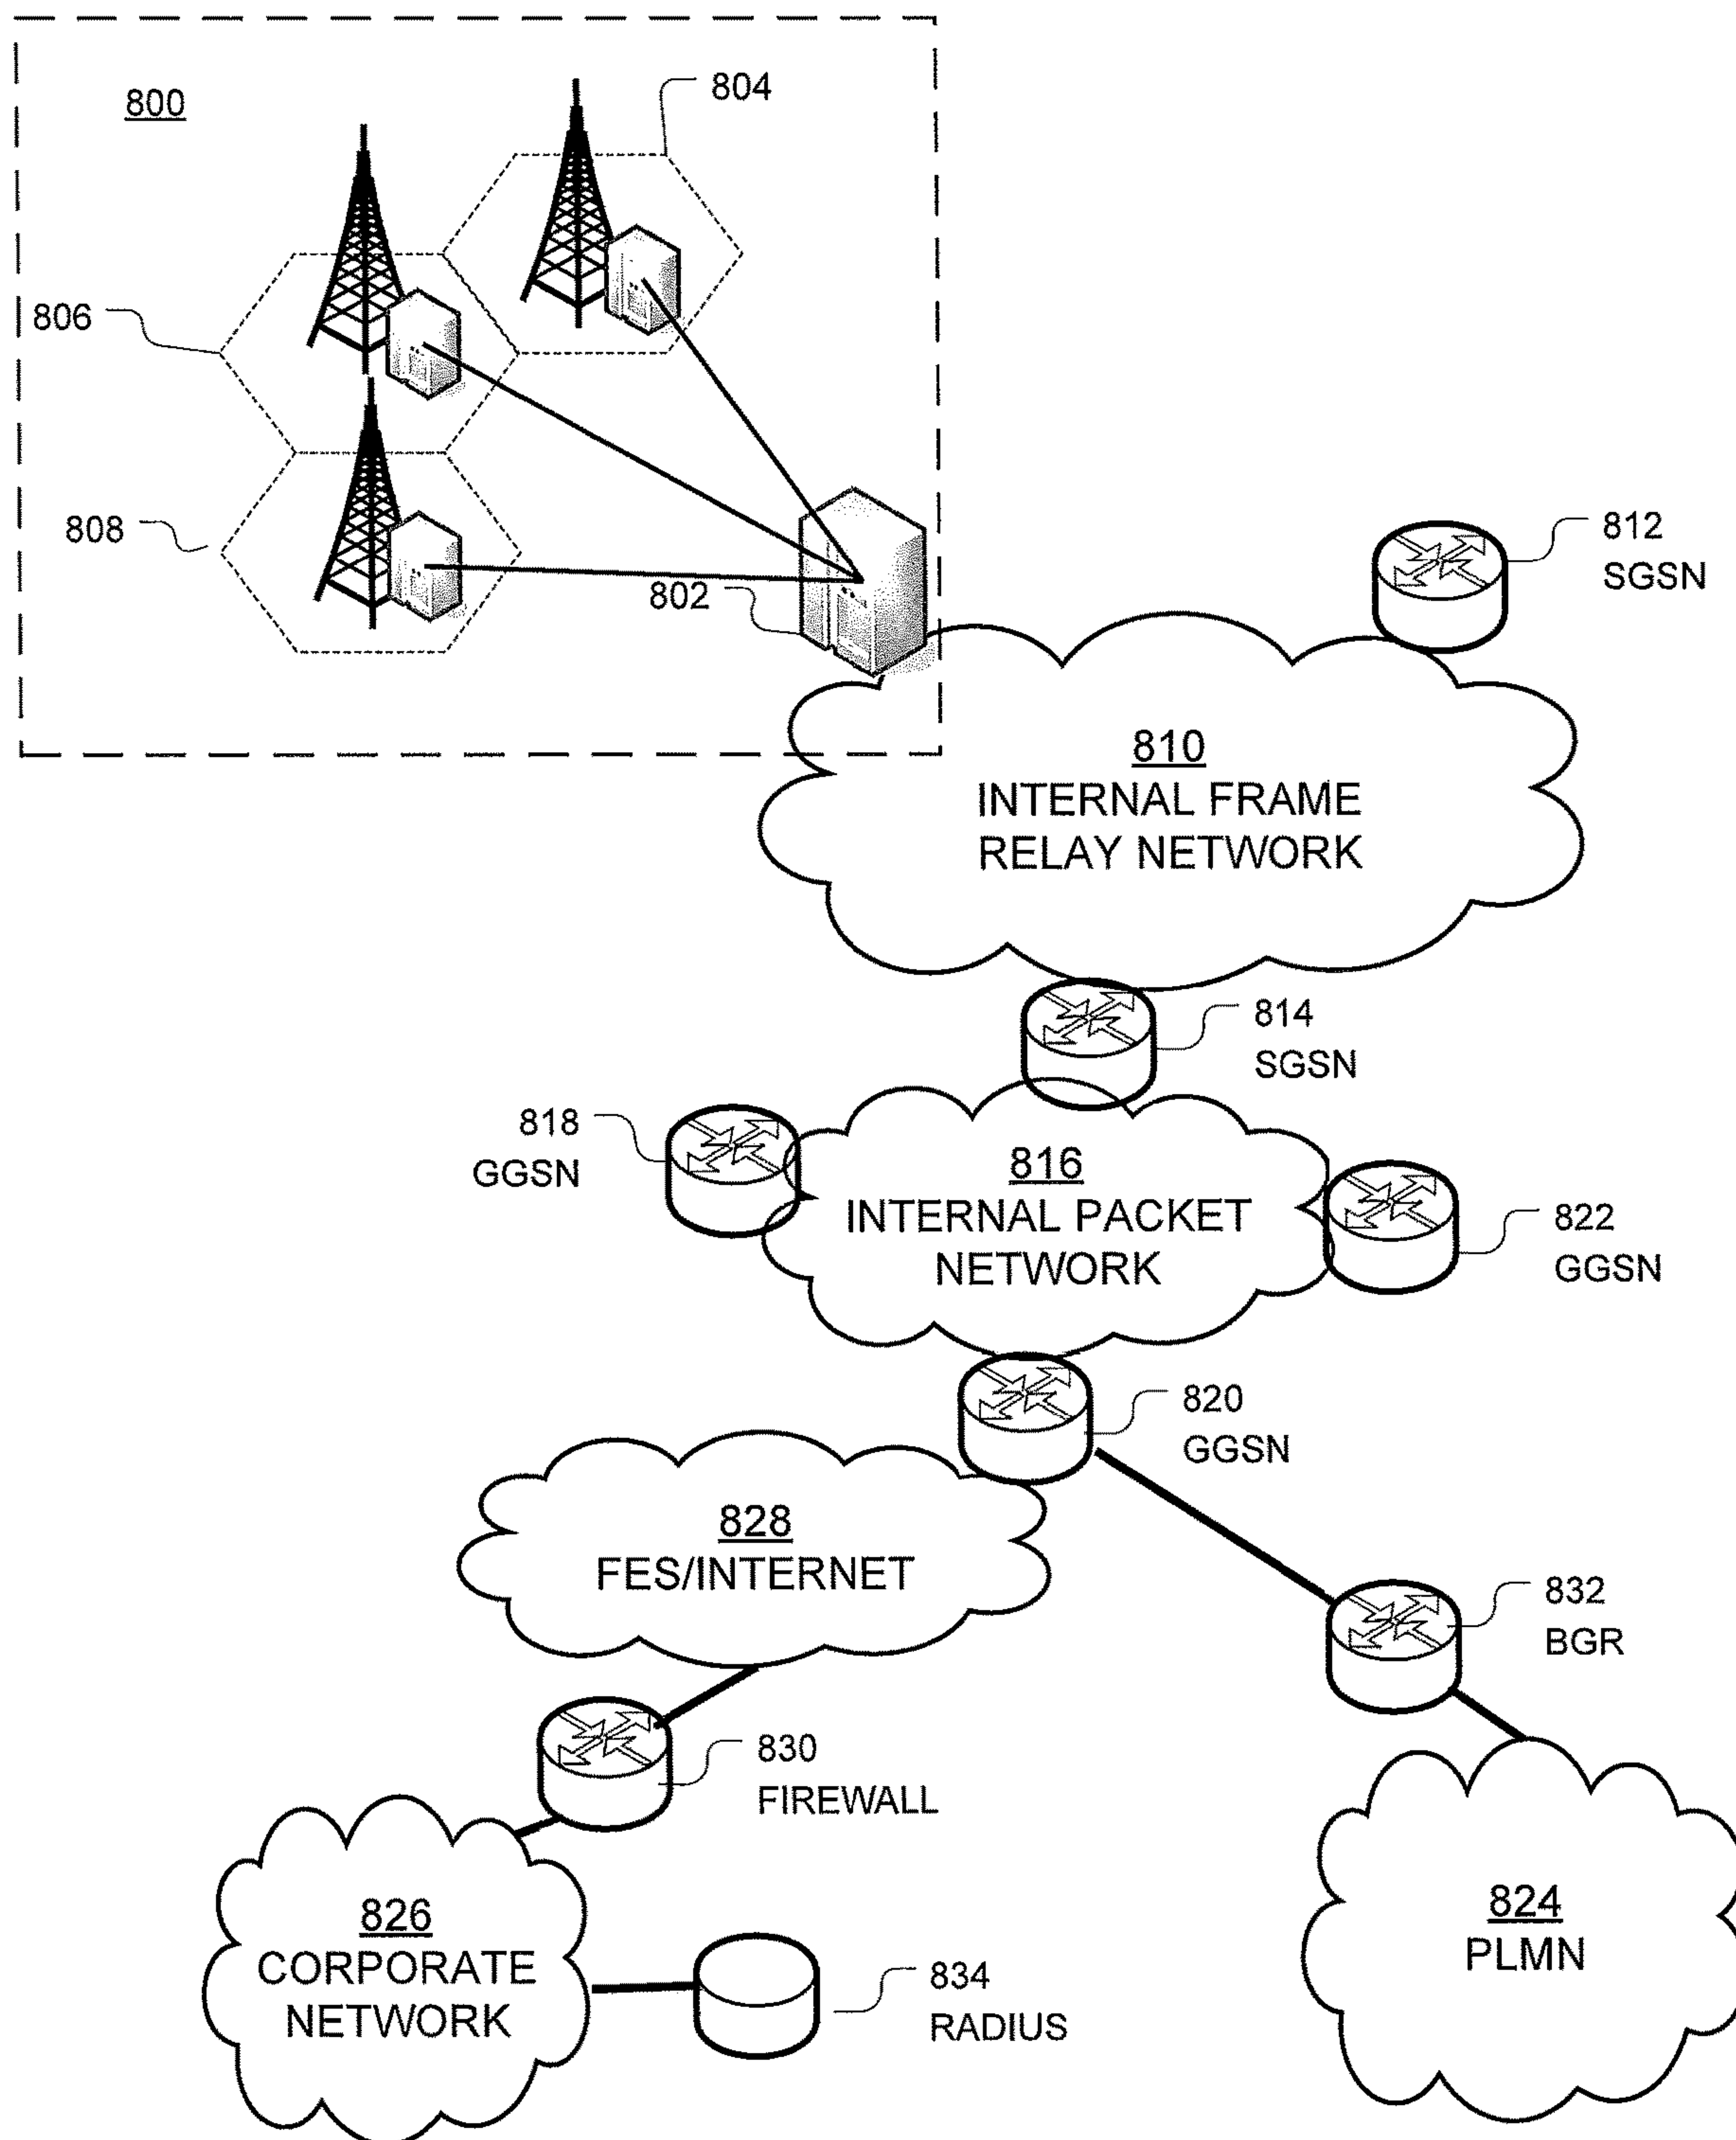 800
804
806
808
802
812
SGSN
810
INTERNAL FRAME
RELAY NETWORK
814
SGSN
818
GGSN
816
INTERNAL PACKET
NETWORK
822
GGSN
820
GGSN
828
FES/INTERNET
832
BGR
830
FIREWALL
826
CORPORATE
NETWORK
834
RADIUS
824
PLMN